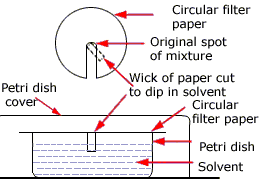 Circular filter
paper
Original spot
of mixture
Wick of paper cut
to dip in solvent
Petri dish
cover
Circular
filter paper
Petri dish
Solvent